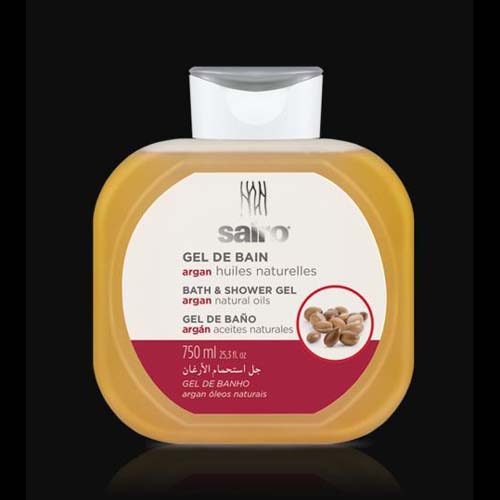 sairo®
GEL DE BAIN
argan huiles naturelles
BATH & SHOWER GEL
argan natural oils
GEL DE BAÑO
argán aceites naturales
750 ml 25,3 fl. oz
جل استحمام الأرغان
GEL DE BANHO
argan óleos naturais